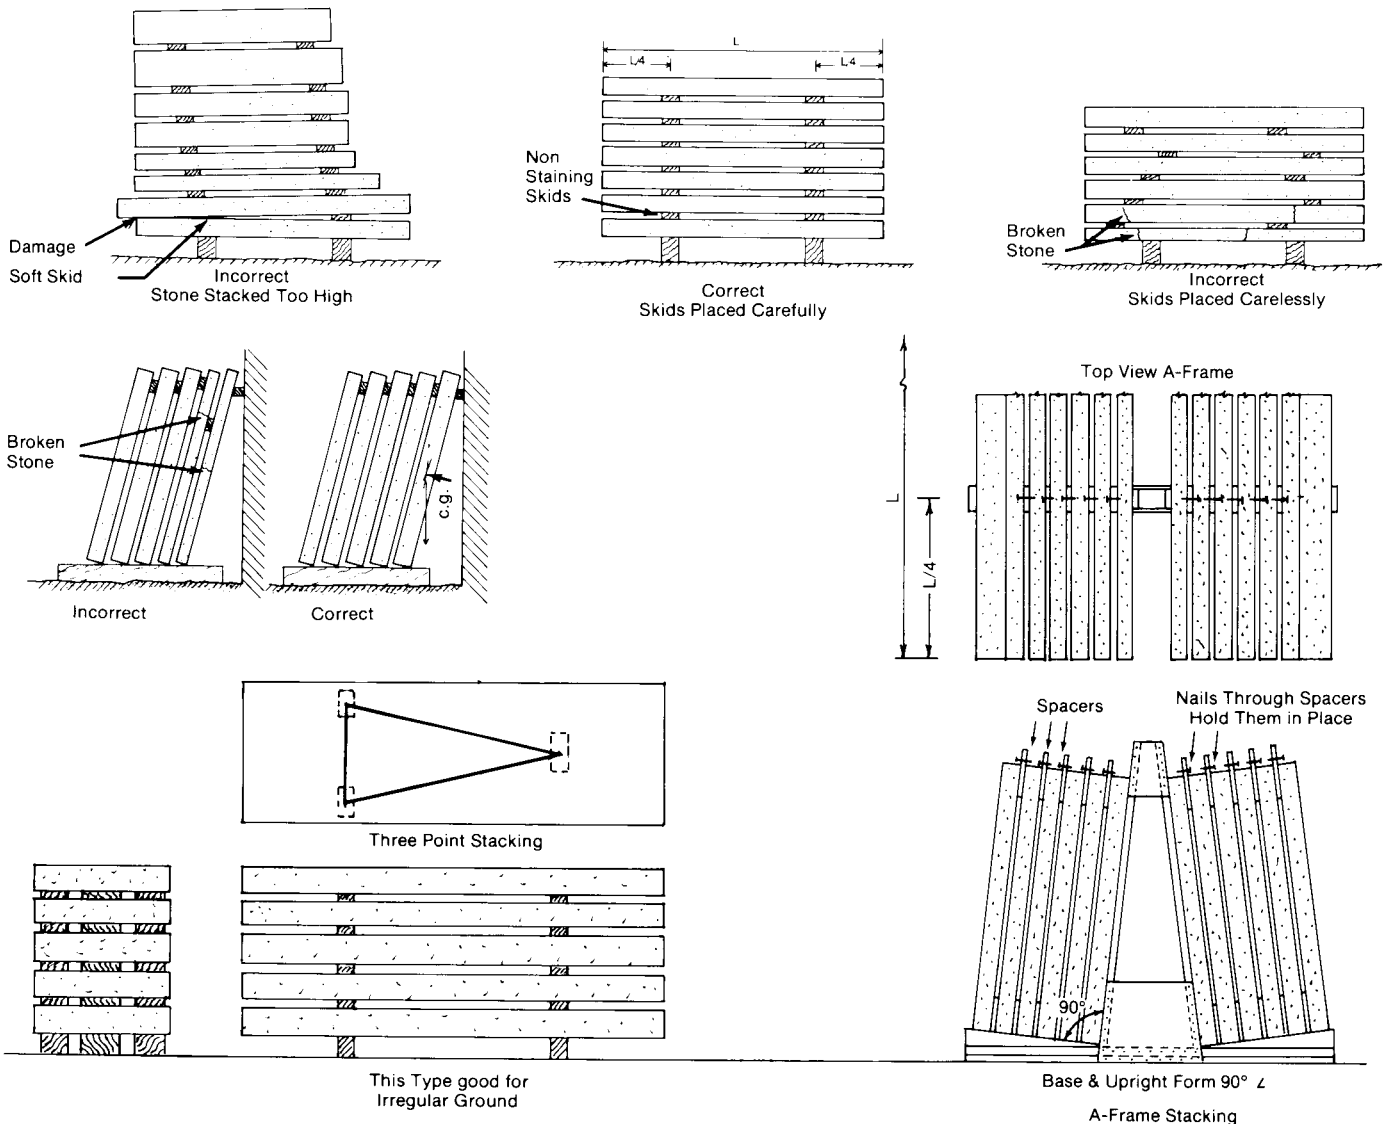 L
L/4
L/4
Non
Staining
Skids
Damage
Soft Skid
Broken
Stone
Incorrect
Stone Stacked Too High
Correct
Skids Placed Carefully
Incorrect
Skids Placed Carelessly
Broken
Stone
c.g.
Incorrect
Correct
Top View A-Frame
L
L/4
Three Point Stacking
Spacers
Nails Through Spacers
Hold Them in Place
90°
This Type good for
Irregular Ground
Base & Upright Form 90° ∠
A-Frame Stacking